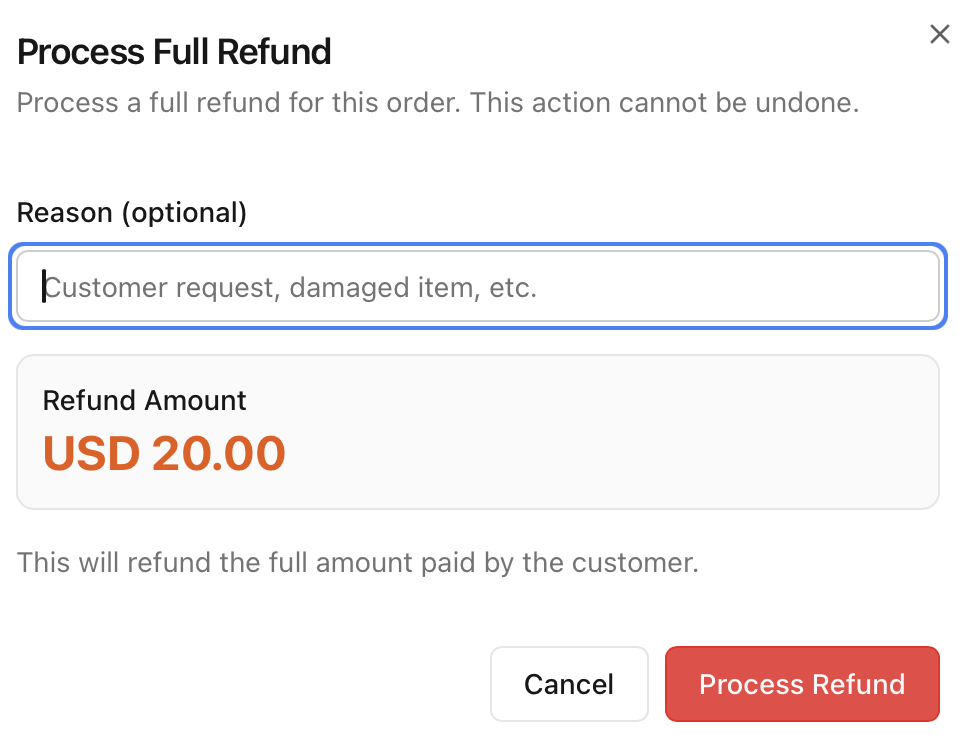 Process Full Refund
Process a full refund for this order. This action cannot be undone.
Reason (optional)
Customer request, damaged item, etc.
Refund Amount
USD 20.00
This will refund the full amount paid by the customer.
Cancel
Process Refund